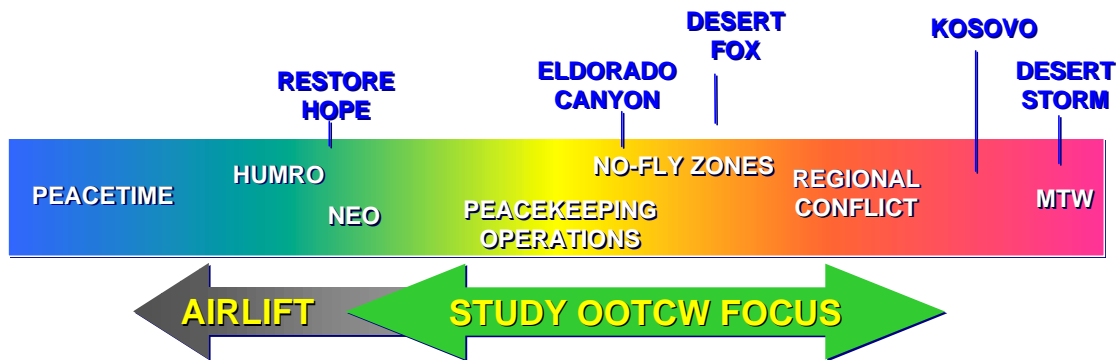 DESERT
FOX
KOSOVO
RESTORE
HOPE
ELDORADO
CANYON
DESERT
STORM
PEACETIME
HUMRO
NEO
PEACEKEEPING
OPERATIONS
NO-FLY ZONES
REGIONAL
CONFLICT
MTW
AIRLIFT
STUDY OOTCW FOCUS